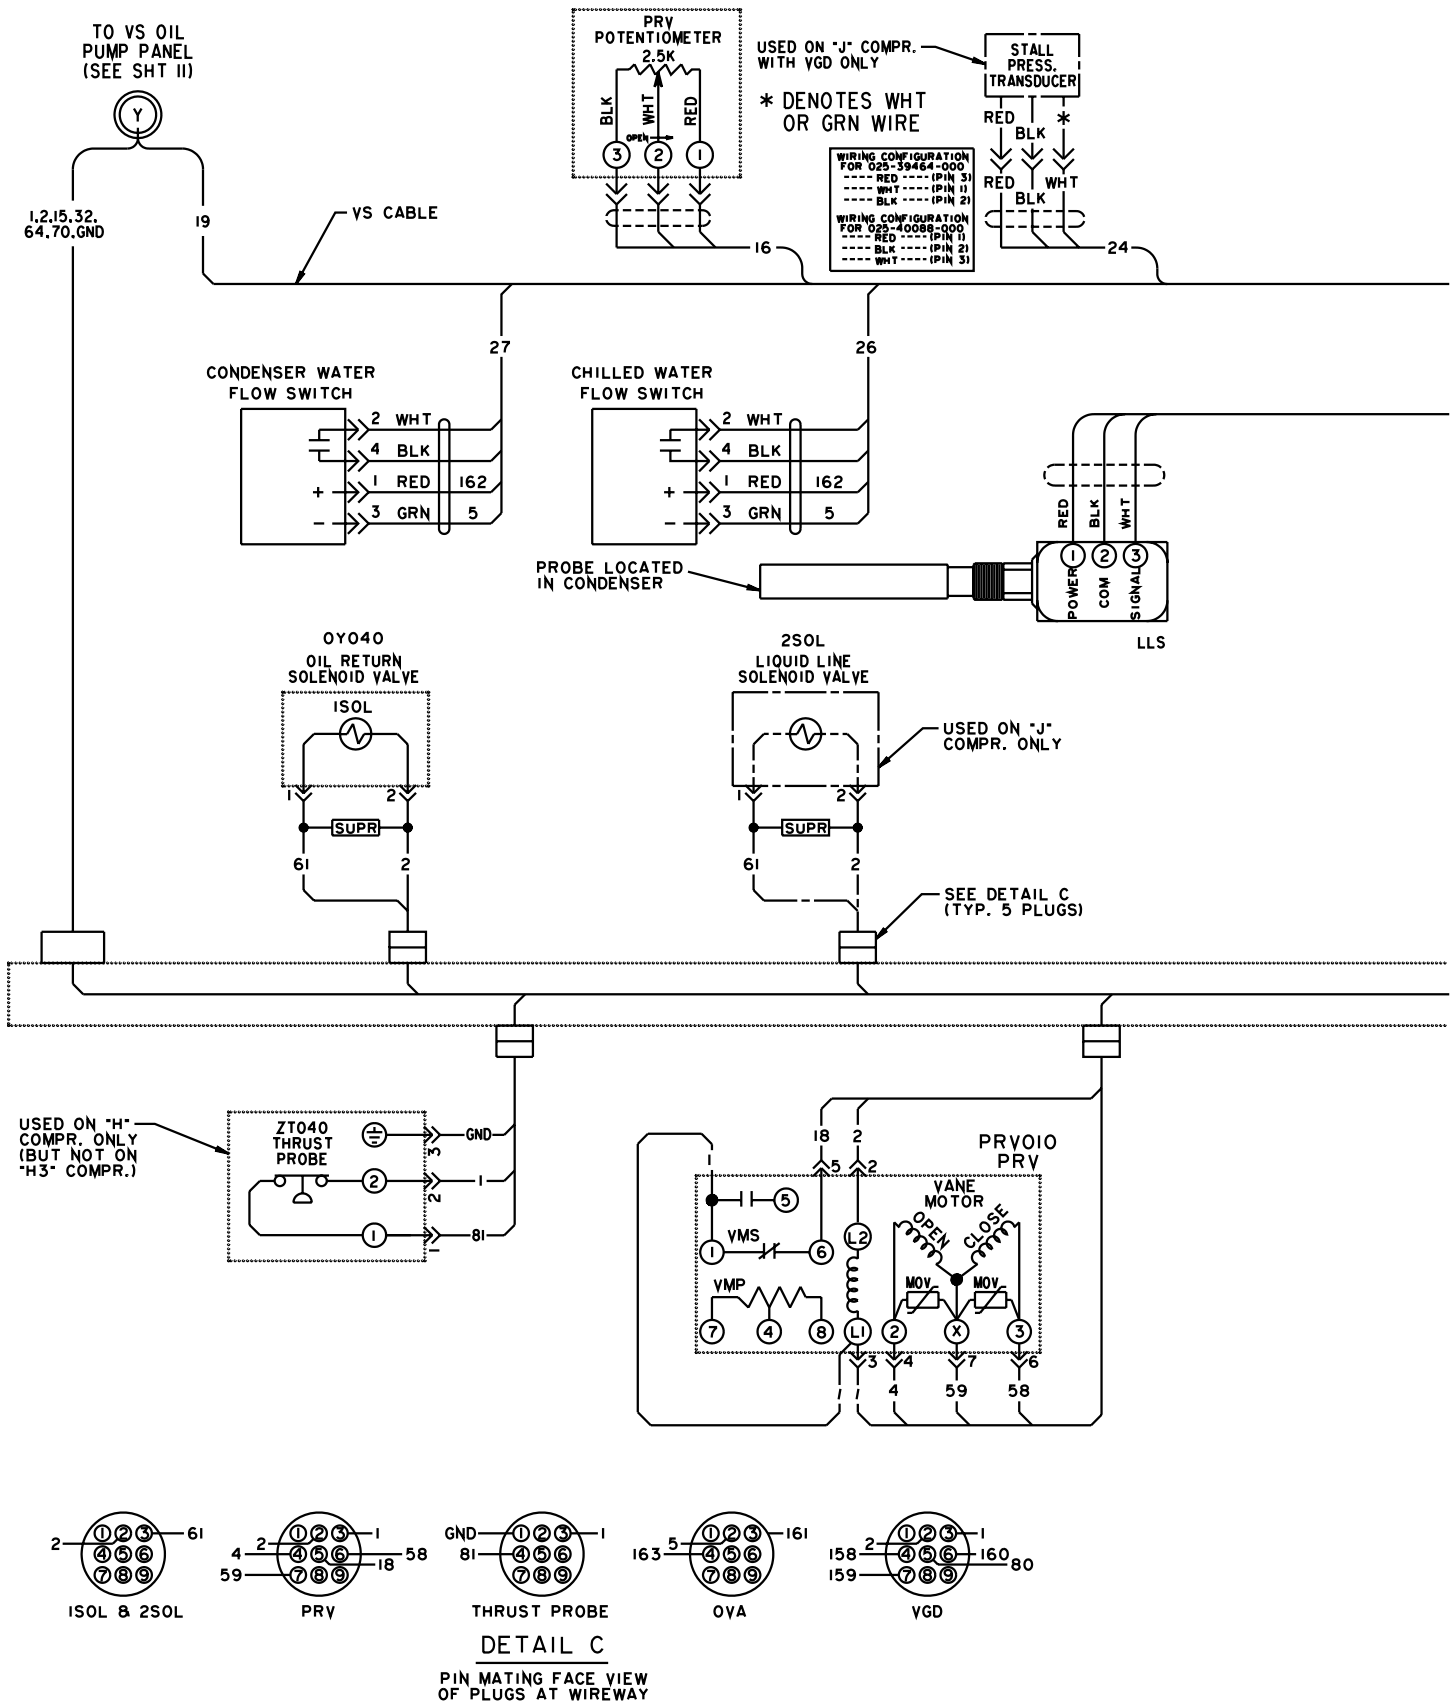 TO VS OIL
PUMP PANEL
(SEE SHT 11)
Y
1,2,15,32,
64,70,GND
19
VS CABLE
PRV
POTENTIOMETER
2.5K
BLK
WHT
RED
OPEN
3
2
1
16
USED ON "J" COMPR.
WITH VGD ONLY
* DENOTES WHT
OR GRN WIRE
STALL
PRESS.
TRANSDUCER
RED
BLK
*
RED
BLK
WHT
24
WIRING CONFIGURATION
FOR 025-39464-000
----- RED ----- (PIN 3)
----- WHT ----- (PIN 1)
----- BLK ----- (PIN 2)
WIRING CONFIGURATION
FOR 025-40088-000
----- RED ----- (PIN 1)
----- BLK ----- (PIN 2)
----- WHT ----- (PIN 3)
27
26
CONDENSER WATER
FLOW SWITCH
2 WHT
4 BLK
+ 1 RED 162
- 3 GRN 5
CHILLED WATER
FLOW SWITCH
2 WHT
4 BLK
+ 1 RED 162
- 3 GRN 5
RED
BLK
WHT
1
2
3
POWER
COM
SIGNAL
LLS
PROBE LOCATED
IN CONDENSER
OY040
OIL RETURN
SOLENOID VALVE
1SOL
1
2
SUPR
61
2
2SOL
LIQUID LINE
SOLENOID VALVE
1
2
SUPR
61
2
USED ON "J"
COMPR. ONLY
SEE DETAIL C
(TYP. 5 PLUGS)
USED ON "H"
COMPR. ONLY
(BUT NOT ON
"H3" COMPR.)
ZT040
THRUST
PROBE
2
1
3
GND
2
1
1
81
18
2
5
2
PRV010
PRV
5
VMS
1
6
L2
VMP
7
4
8
L1
VANE
MOTOR
OPEN
CLOSE
MOV
MOV
2
X
3
3
4
7
6
4
59
58
1 2 3
4 5 6
7 8 9
2
61
1SOL & 2SOL
1 2 3
4 5 6
7 8 9
2
1
4
58
18
59
PRV
1 2 3
4 5 6
7 8 9
GND
1
81
THRUST PROBE
1 2 3
4 5 6
7 8 9
5
161
163
OVA
1 2 3
4 5 6
7 8 9
2
1
158
160
80
159
VGD
DETAIL C
PIN MATING FACE VIEW
OF PLUGS AT WIREWAY